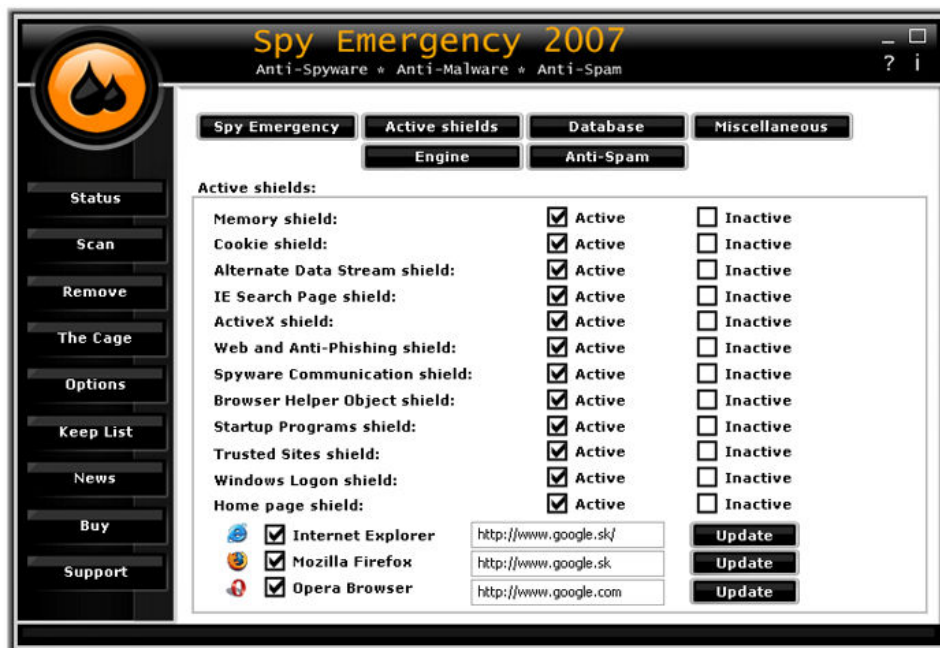 Spy Emergency 2007
Anti-Spyware * Anti-Malware * Anti-Spam
? i
Spy Emergency Active shields Database Miscellaneous
Engine Anti-Spam
Status
Scan
Remove
The Cage
Options
Keep List
News
Buy
Support
Active shields:
Memory shield: Active Inactive
Cookie shield: Active Inactive
Alternate Data Stream shield: Active Inactive
IE Search Page shield: Active Inactive
ActiveX shield: Active Inactive
Web and Anti-Phishing shield: Active Inactive
Spyware Communication shield: Active Inactive
Browser Helper Object shield: Active Inactive
Startup Programs shield: Active Inactive
Trusted Sites shield: Active Inactive
Windows Logon shield: Active Inactive
Home page shield: Active Inactive
Internet Explorer http://www.google.sk/ Update
Mozilla Firefox http://www.google.sk Update
Opera Browser http://www.google.com Update